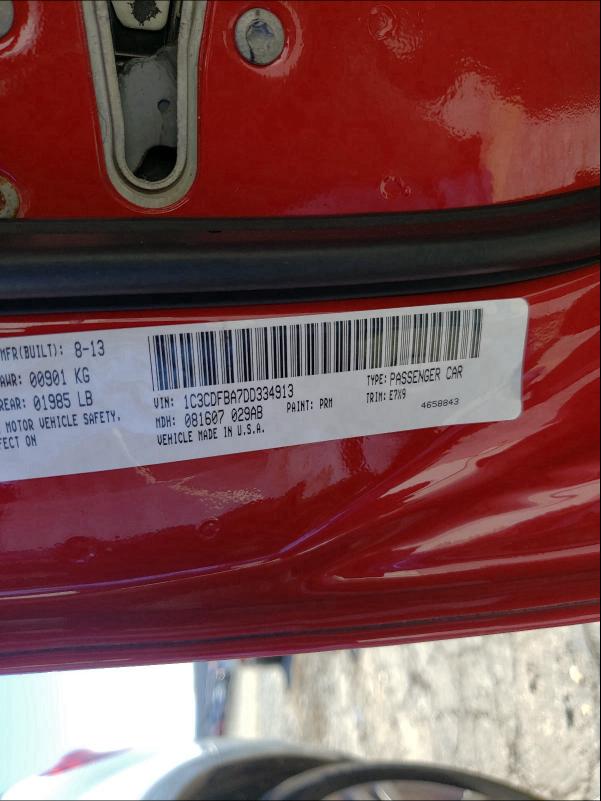 MFR(BUILT): 8-13
AWR: 00901 KG
REAR: 01985 LB
MOTOR VEHICLE SAFETY,
FECT ON
VIN: 1C3CDFBA7DD334913
TYPE: PASSENGER CAR
MDH: 081607 029AB
PAINT: PRM
TRIM: E7X9
VEHICLE MADE IN U.S.A.
4658843